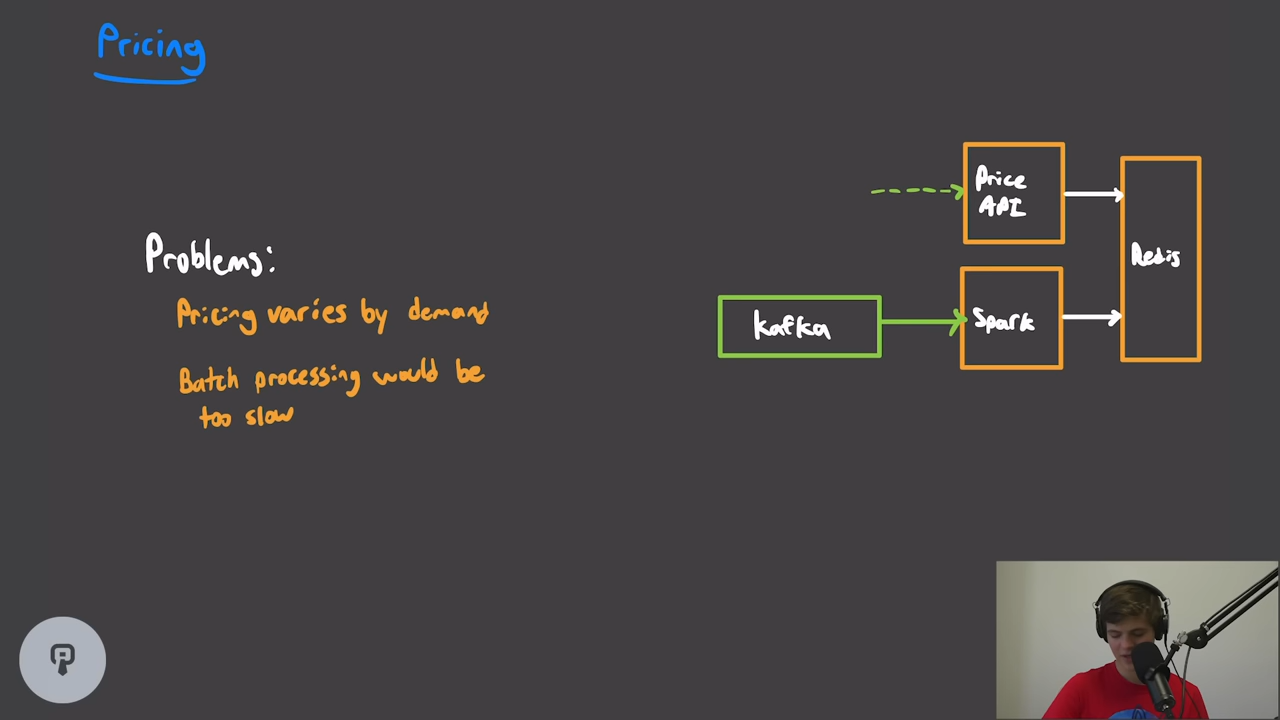 Pricing
Problems:
Pricing varies by demand
Batch processing would be
too slow
Price
API
Redis
Kafka
Spark